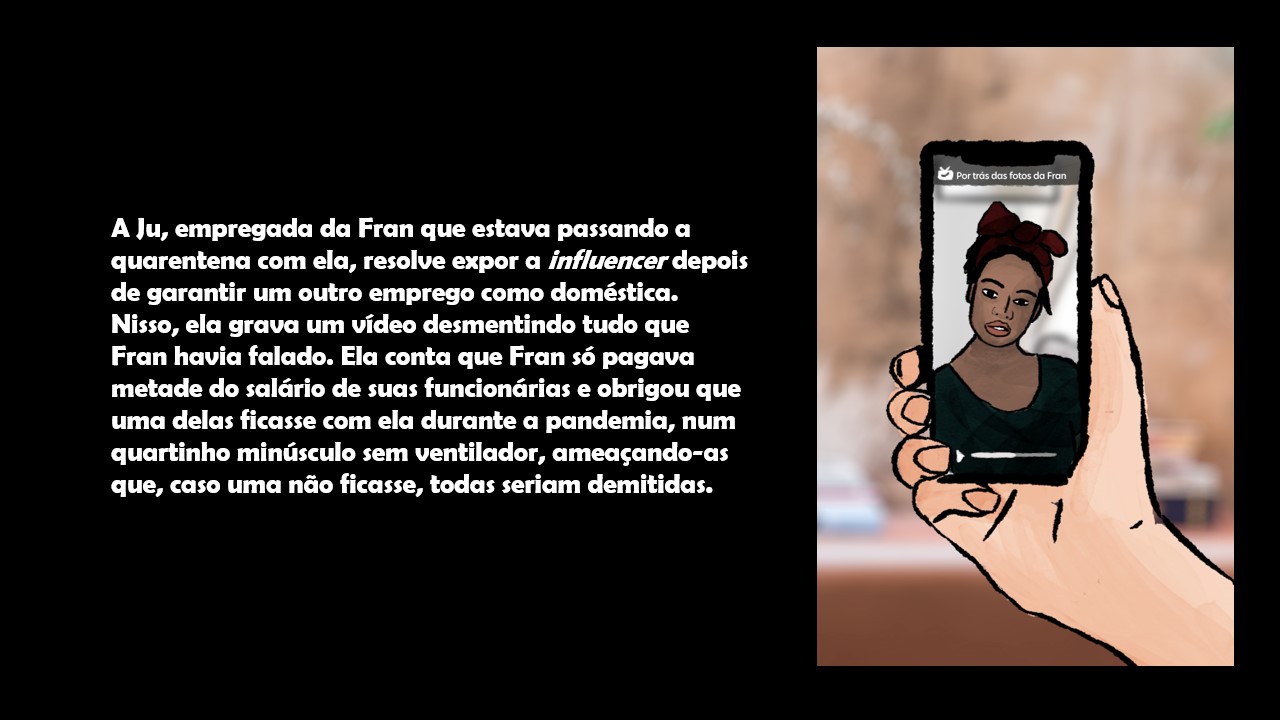 A Ju, empregada da Fran que estava passando a
quarentena com ela, resolve expor a influencer depois
de garantir um outro emprego como doméstica.
Nisso, ela grava um vídeo desmentindo tudo que
Fran havia falado. Ela conta que Fran só pagava
metade do salário de suas funcionárias e obrigou que
uma delas ficasse com ela durante a pandemia, num
quartinho minúsculo sem ventilador, ameaçando-as
que, caso uma não ficasse, todas seriam demitidas.
Por trás das fotos da Fran